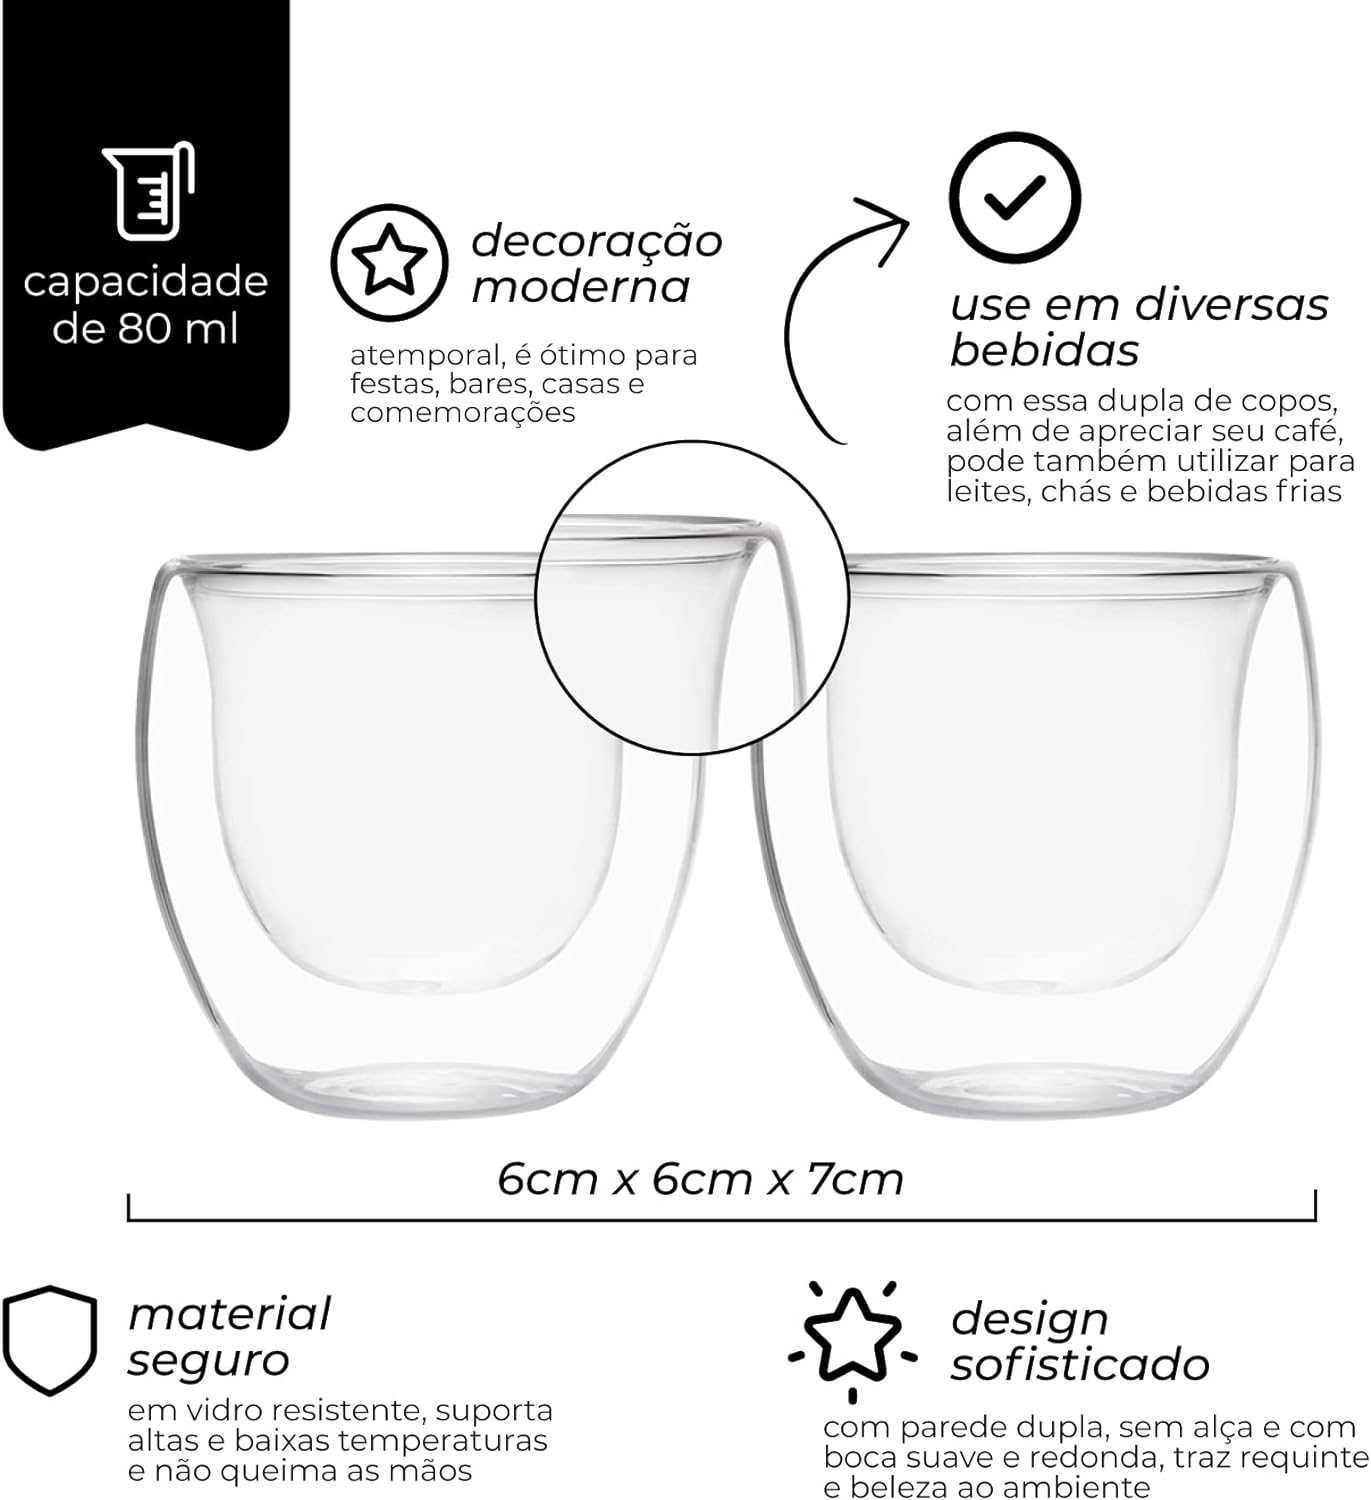 capacidade
de 80 ml
decoração
moderna
atemporal, é ótimo para
festas, bares, casas e
comemorações
use em diversas
bebidas
com essa dupla de copos,
além de apreciar seu café,
pode também utilizar para
leites, chás e bebidas frias
6cm x 6cm x 7cm
material
seguro
em vidro resistente, suporta
altas e baixas temperaturas
e não queima as mãos
design
sofisticado
com parede dupla, sem alça e com
boca suave e redonda, traz requinte
e beleza ao ambiente